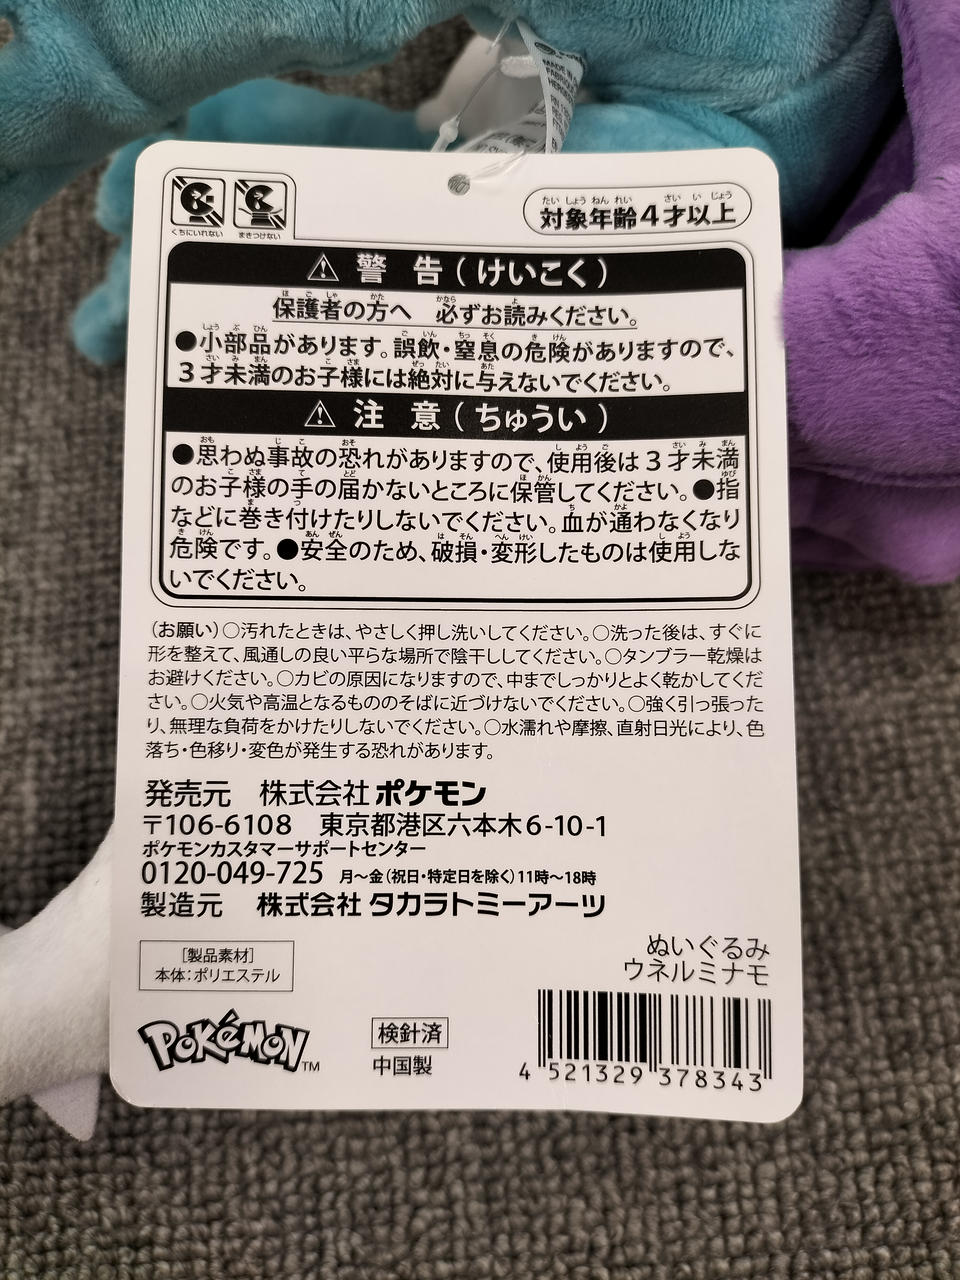 MADE IN
くちにいれない
まきつけない
対象年齢4才以上
⚠ 警 告(けいこく)
保護者の方へ 必ずお読みください。
●小部品があります。誤飲・窒息の危険がありますので、
3才未満のお子様には絶対に与えないでください。
⚠ 注 意(ちゅうい)
●思わぬ事故の恐れがありますので、使用後は3才未満
のお子様の手の届かないところに保管してください。●指
などに巻き付けたりしないでください。血が通わなくなり
危険です。●安全のため、破損・変形したものは使用しな
いでください。
(お願い)○汚れたときは、やさしく押し洗いしてください。○洗った後は、すぐに
形を整えて、風通しの良い平らな場所で陰干ししてください。○タンブラー乾燥は
お避けください。○カビの原因になりますので、中までしっかりとよく乾かしてくだ
さい。○火気や高温となるもののそばに近づけないでください。○強く引っ張った
り、無理な負荷をかけたりしないでください。○水濡れや摩擦、直射日光により、色
落ち・色移り・変色が発生する恐れがあります。
発売元 株式会社 ポケモン
〒106-6108 東京都港区六本木6-10-1
ポケモンカスタマーサポートセンター
0120-049-725 月〜金(祝日・特定日を除く)11時〜18時
製造元 株式会社 タカラトミーアーツ
[製品素材]
本体:ポリエステル
ぬいぐるみ
ウネルミナモ
POKéMON™
検針済
中国製
4 521329 378343